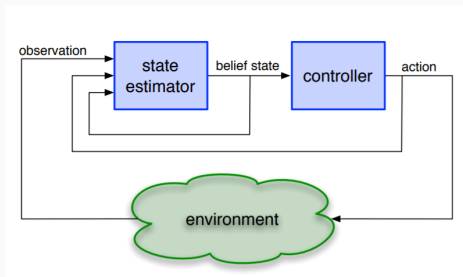 observation
state
estimator
belief state
controller
action
environment